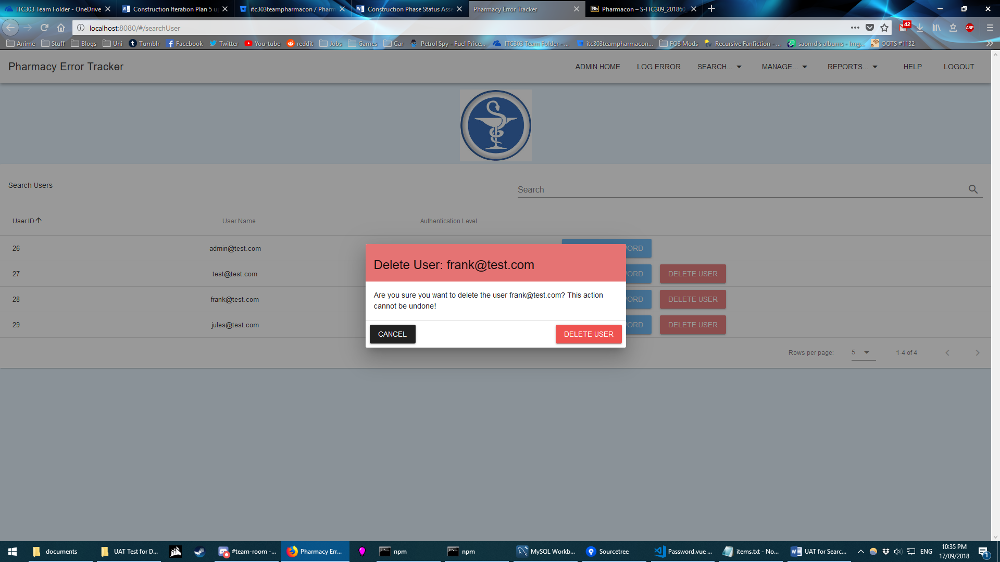 ITC303 Team Folder - OneDrive
Construction Iteration Plan 5 u
itc303teampharmacon / Pharm
Construction Phase Status Asse
Pharmacy Error Tracker
Bb Pharmacon – S-ITC309_201860_
localhost:8080/#/searchUser
42
ABP
Anime Stuff Blogs Uni Tumblr Facebook Twitter You-tube reddit Jobs Games Car Petrol Spy - Fuel Price... ITC303 Team Folder - ... itc303teampharmacon... FO3 Mods Recursive Fanfiction - ... saomd's albums - Img... OOTS #1132
Pharmacy Error Tracker
ADMIN HOME LOG ERROR SEARCH... MANAGE... REPORTS... HELP LOGOUT
Search Users
Search
User ID User Name Authentication Level
26 admin@test.com ORD
27 test@test.com ORD DELETE USER
28 frank@test.com ORD DELETE USER
29 jules@test.com ORD DELETE USER
Delete User: frank@test.com
Are you sure you want to delete the user frank@test.com? This action
cannot be undone!
CANCEL DELETE USER
Rows per page: 5 1-4 of 4
documents
UAT Test for D...
#team-room -...
Pharmacy Err...
npm
npm
MySQL Workb...
Sourcetree
Password.vue ...
items.txt - No...
UAT for Searc...
ENG
10:35 PM
17/09/2018
1